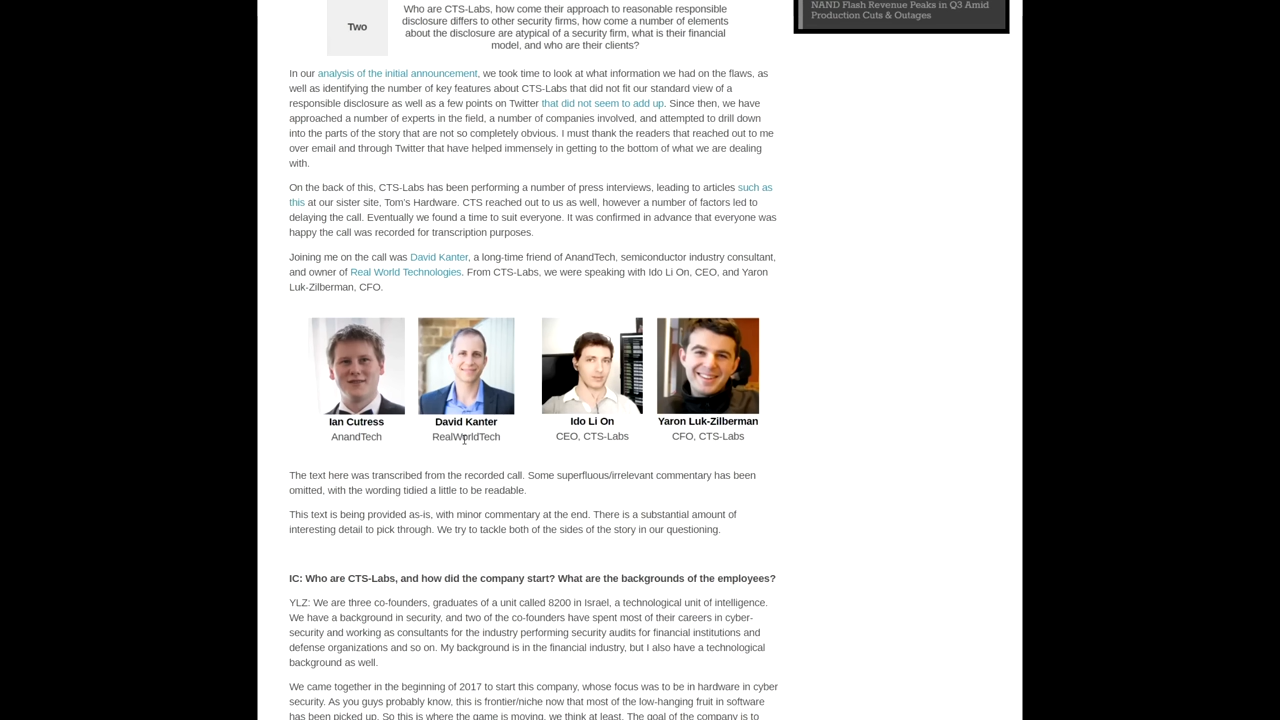 NAND Flash Revenue Peaks in Q3 Amid
Production Cuts & Outages
Two
Who are CTS-Labs, how come their approach to reasonable responsible
disclosure differs to other security firms, how come a number of elements
about the disclosure are atypical of a security firm, what is their financial
model, and who are their clients?
In our analysis of the initial announcement, we took time to look at what information we had on the flaws, as
well as identifying the number of key features about CTS-Labs that did not fit our standard view of a
responsible disclosure as well as a few points on Twitter that did not seem to add up. Since then, we have
approached a number of experts in the field, a number of companies involved, and attempted to drill down
into the parts of the story that are not so completely obvious. I must thank the readers that reached out to me
over email and through Twitter that have helped immensely in getting to the bottom of what we are dealing
with.
On the back of this, CTS-Labs has been performing a number of press interviews, leading to articles such as
this at our sister site, Tom's Hardware. CTS reached out to us as well, however a number of factors led to
delaying the call. Eventually we found a time to suit everyone. It was confirmed in advance that everyone was
happy the call was recorded for transcription purposes.
Joining me on the call was David Kanter, a long-time friend of AnandTech, semiconductor industry consultant,
and owner of Real World Technologies. From CTS-Labs, we were speaking with Ido Li On, CEO, and Yaron
Luk-Zilberman, CFO.
Ian Cutress David Kanter Ido Li On Yaron Luk-Zilberman
AnandTech RealWorldTech CEO, CTS-Labs CFO, CTS-Labs
The text here was transcribed from the recorded call. Some superfluous/irrelevant commentary has been
omitted, with the wording tidied a little to be readable.
This text is being provided as-is, with minor commentary at the end. There is a substantial amount of
interesting detail to pick through. We try to tackle both of the sides of the story in our questioning.
IC: Who are CTS-Labs, and how did the company start? What are the backgrounds of the employees?
YLZ: We are three co-founders, graduates of a unit called 8200 in Israel, a technological unit of intelligence.
We have a background in security, and two of the co-founders have spent most of their careers in cyber-
security and working as consultants for the industry performing security audits for financial institutions and
defense organizations and so on. My background is in the financial industry, but I also have a technological
background as well.
We came together in the beginning of 2017 to start this company, whose focus was to be in hardware in cyber
security. As you guys probably know, this is frontier/niche now that most of the low-hanging fruit in software
has been picked up. So this is where the game is moving, we think at least. The goal of the company is to